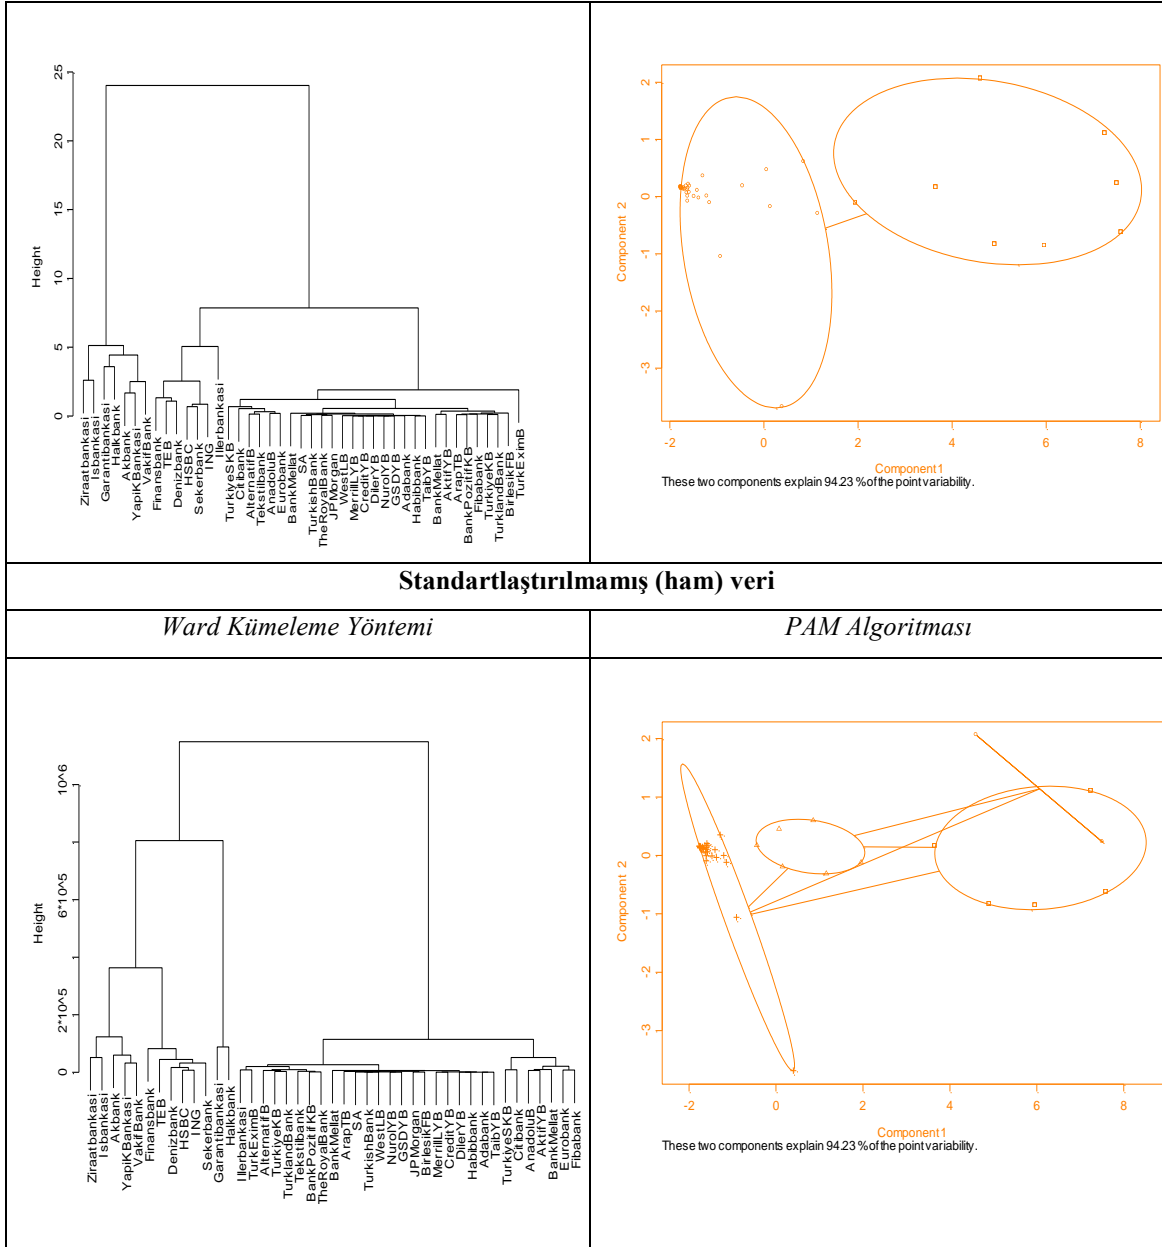 Height
25
20
15
10
5
0
Ziraatbankasi
Isbankasi
Garantibankasi
Halkbank
Akbank
YapiKBankasi
VakifBank
Finansbank
TEB
Denizbank
HSBC
Sekerbank
ING
Illerbankasi
TurkiyeSKB
Citibank
AlternatifB
Tekstilbank
AnadoluB
Eurobank
BankMellat
SA
TurkishBank
TheRoyalBank
JPMorgan
WestLB
MerrillLYB
CreditYB
DilerYB
NurolYB
GSDYB
Adabank
Habibbank
TaibYB
BankMellat
AktifYB
ArapTB
BankPozitifKB
Fibabank
TurkiyeKB
TurklandBank
BirlesikFB
TurkEximB
Component 2
2
1
0
-1
-2
-3
-2 0 2 4 6 8
Component1
These two components explain 94.23 % of the point variability.
Standartlaştırılmamış (ham) veri
Ward Kümeleme Yöntemi
PAM Algoritması
Height
10^6
1
6*10^5
1
2*10^5
0
Ziraatbankasi
Isbankasi
Akbank
YapiKBankasi
VakifBank
Finansbank
TEB
Denizbank
HSBC
ING
Sekerbank
Garantibankasi
Halkbank
Illerbankasi
TurkEximB
AlternatifB
TurkiyeKB
TurklandBank
Tekstilbank
BankPozitifKB
TheRoyalBank
BankMellat
ArapTB
SA
TurkishBank
WestLB
NurolYB
GSDYB
JPMorgan
BirlesikFB
MerrillLYB
CreditYB
DilerYB
Habibbank
Adabank
TaibYB
TurkiyeSKB
Citibank
AnadoluB
AktifYB
BankMellat
Eurobank
Fibabank
Component 2
2
1
0
-1
-2
-3
-2 0 2 4 6 8
Component1
These two components explain 94.23 % of the point variability.